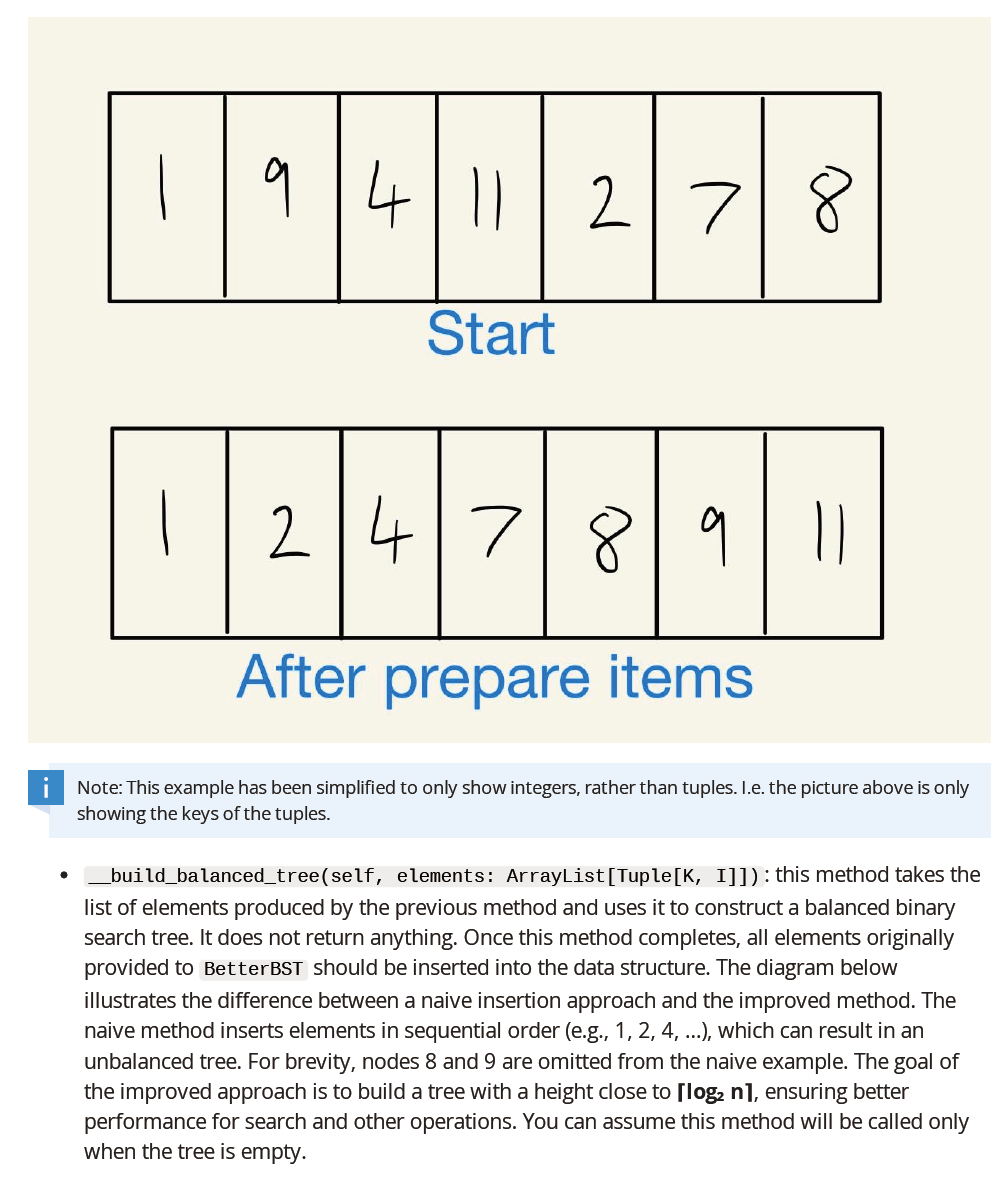 1 9 4 11 2 7 8
Start
1 2 4 7 8 9 11
After prepare items
i
Note: This example has been simplified to only show integers, rather than tuples. I.e. the picture above is only
showing the keys of the tuples.
• __build_balanced_tree(self, elements: ArrayList[Tuple[K, I]]): this method takes the
list of elements produced by the previous method and uses it to construct a balanced binary
search tree. It does not return anything. Once this method completes, all elements originally
provided to BetterBST should be inserted into the data structure. The diagram below
illustrates the difference between a naive insertion approach and the improved method. The
naive method inserts elements in sequential order (e.g., 1, 2, 4, ...), which can result in an
unbalanced tree. For brevity, nodes 8 and 9 are omitted from the naive example. The goal of
the improved approach is to build a tree with a height close to ⌈log₂ n⌉, ensuring better
performance for search and other operations. You can assume this method will be called only
when the tree is empty.